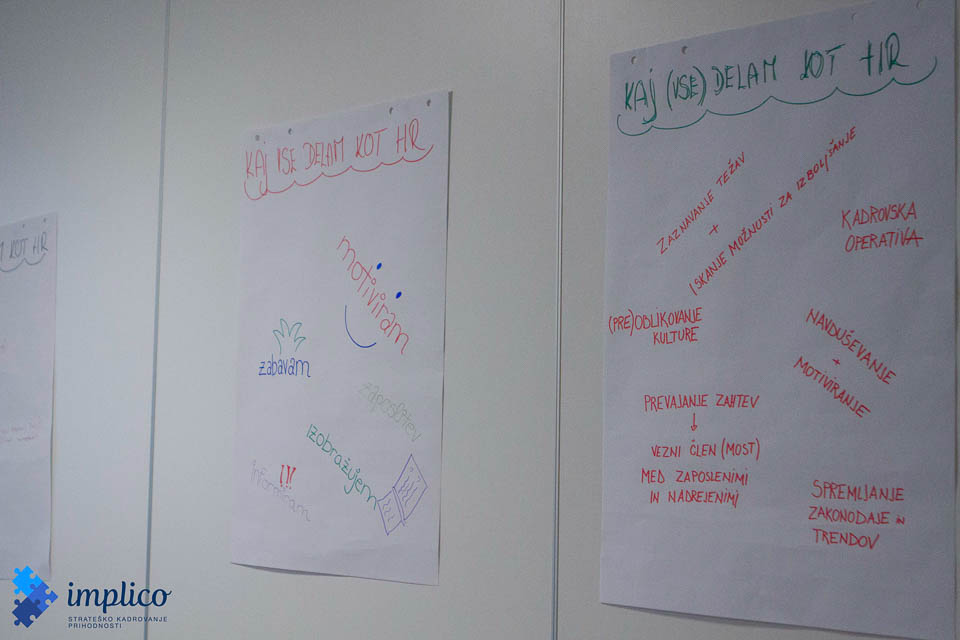 KOT HR
KAJ VSE DELAM KOT HR
motiviram
zabavam
zaposlitev
izobražujem
!!!
informiram
KAJ (VSE) DELAM KOT HR
ZAZNAVANJE TEŽAV
+
ISKANJE MOŽNOSTI ZA IZBOLJŠANJE
KADROVSKA
OPERATIVA
(PRE)OBLIKOVANJE
KULTURE
NAVDUŠEVANJE
+
MOTIVIRANJE
PREVAJANJE ZAHTEV
↓
VEZNI ČLEN (MOST)
MED ZAPOSLENIMI
IN NADREJENIMI
SPREMLJANJE
ZAKONODAJE in
TRENDOV
implico
STRATEŠKO KADROVANJE
PRIHODNOSTI